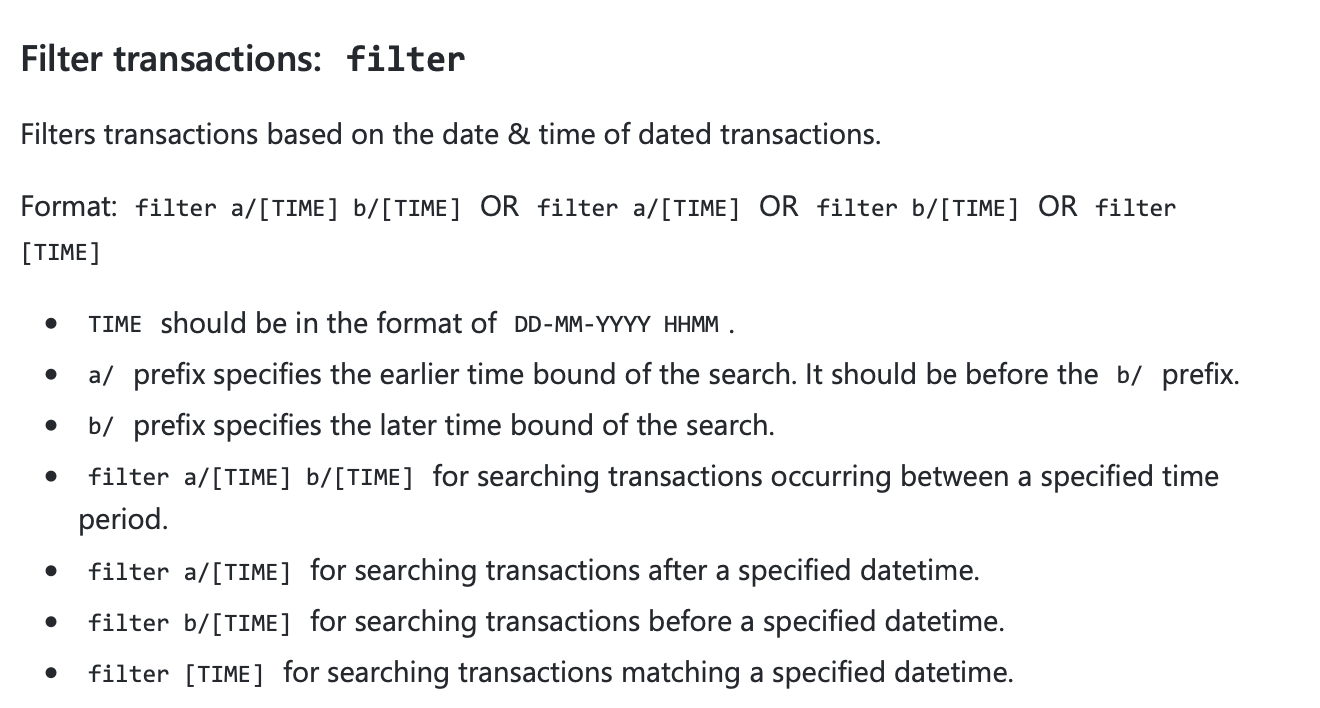 Filter transactions: filter
Filters transactions based on the date & time of dated transactions.
Format: filter a/[TIME] b/[TIME] OR filter a/[TIME] OR filter b/[TIME] OR filter
[TIME]
• TIME should be in the format of DD-MM-YYYY HHMM .
• a/ prefix specifies the earlier time bound of the search. It should be before the b/ prefix.
• b/ prefix specifies the later time bound of the search.
• filter a/[TIME] b/[TIME] for searching transactions occurring between a specified time
period.
• filter a/[TIME] for searching transactions after a specified datetime.
• filter b/[TIME] for searching transactions before a specified datetime.
• filter [TIME] for searching transactions matching a specified datetime.